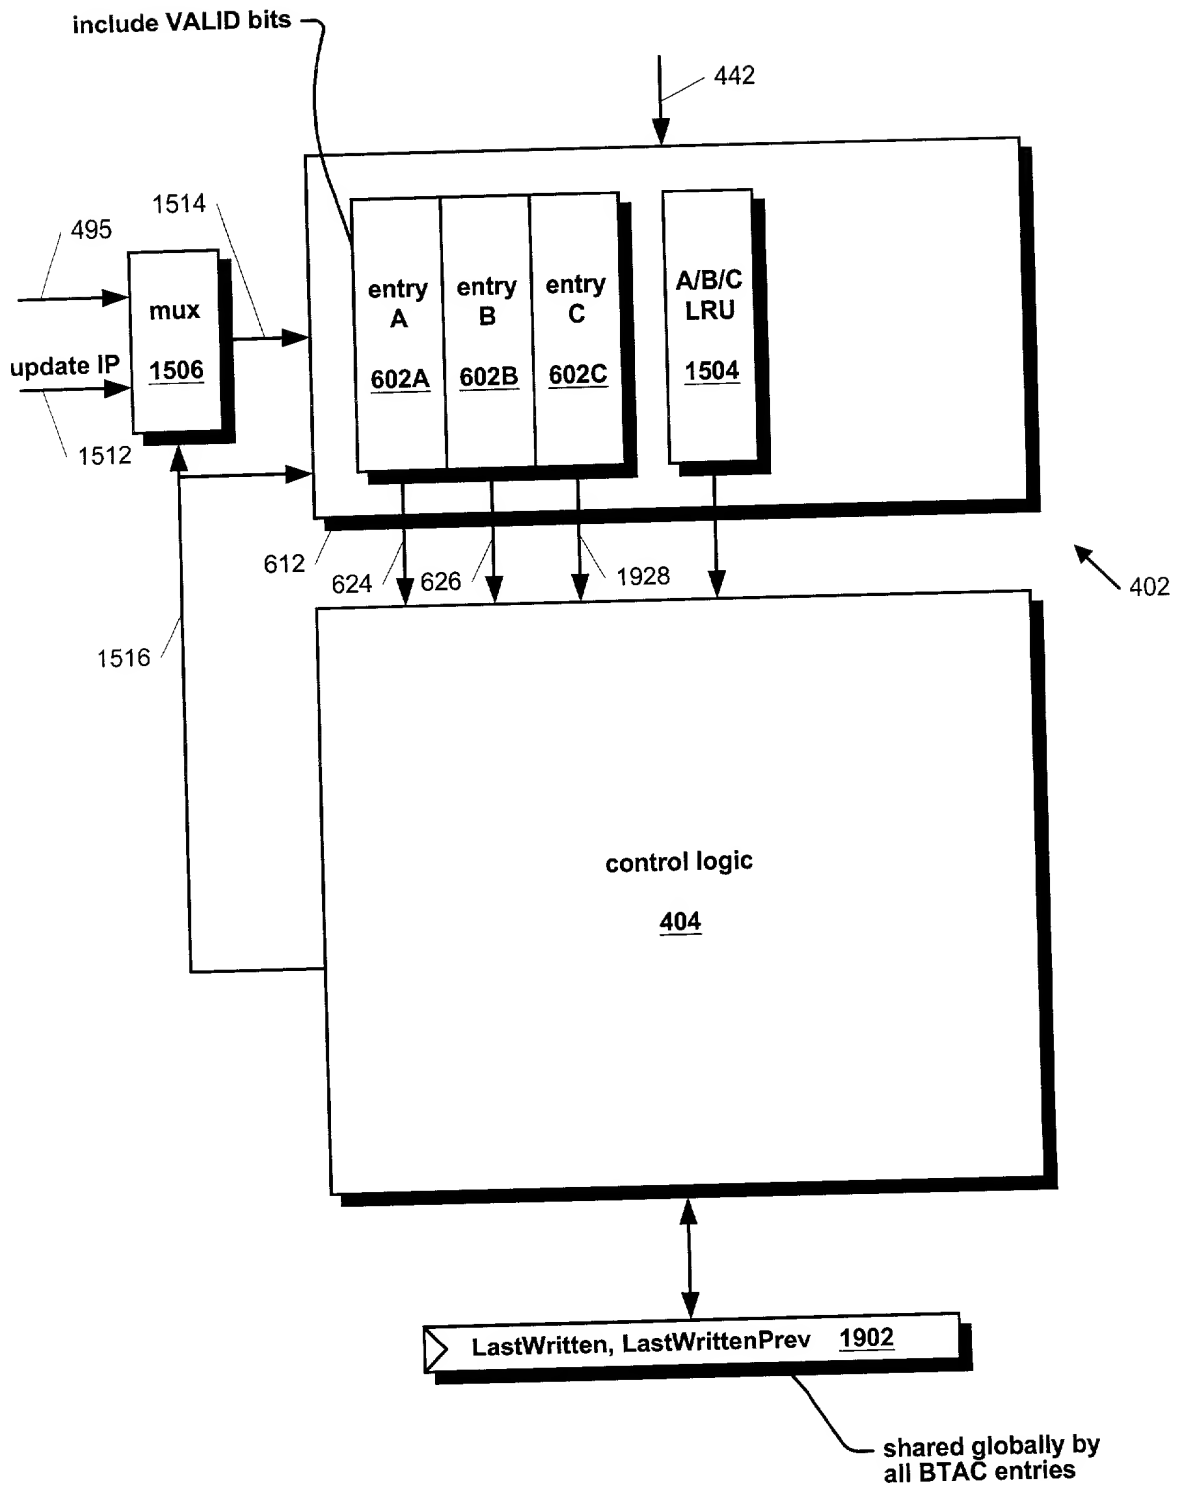 include VALID bits
442
1514
495
mux
1506
update IP
1512
entry
A
602A
entry
B
602B
entry
C
602C
A/B/C
LRU
1504
612
624
626
1928
402
1516
control logic
404
LastWritten, LastWrittenPrev 1902
shared globally by
all BTAC entries